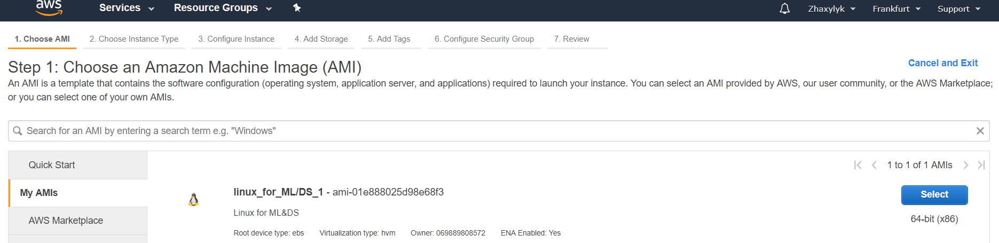 aws Services Resource Groups Zhaxylyk Frankfurt Support
1. Choose AMI 2. Choose Instance Type 3. Configure Instance 4. Add Storage 5. Add Tags 6. Configure Security Group 7. Review
Step 1: Choose an Amazon Machine Image (AMI)
Cancel and Exit
An AMI is a template that contains the software configuration (operating system, application server, and applications) required to launch your instance. You can select an AMI provided by AWS, our user community, or the AWS Marketplace;
or you can select one of your own AMIs.
Search for an AMI by entering a search term e.g. "Windows"
Quick Start
My AMIs
AWS Marketplace
1 to 1 of 1 AMIs
linux_for_ML/DS_1 - ami-01e888025d98e68f3
Select
Linux for ML&DS
64-bit (x86)
Root device type: ebs Virtualization type: hvm Owner: 069889808572 ENA Enabled: Yes